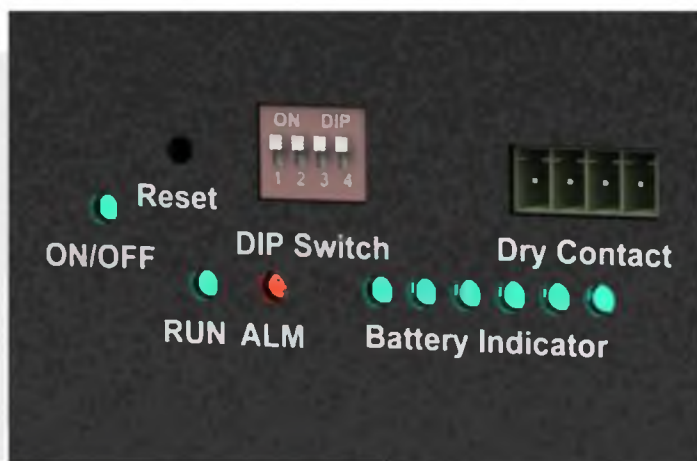 ON DIP
1 2 3 4
Reset
ON/OFF
DIP Switch
Dry Contact
RUN ALM
Battery Indicator